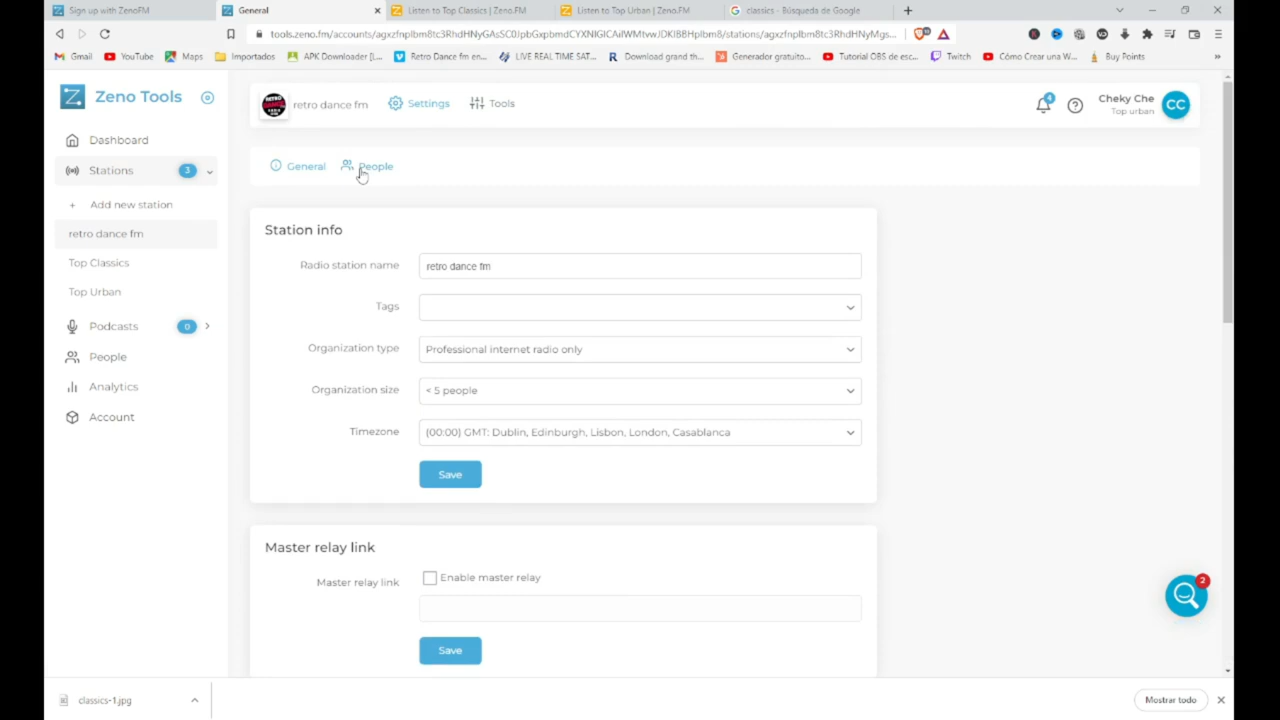 Sign up with ZenoFM
General
Listen to Top Classics | Zeno.FM
Listen to Top Urban | Zeno.FM
classics - Búsqueda de Google
Gmail
YouTube
Maps
Importados
APK Downloader [L...
Retro Dance fm en...
LIVE REAL TIME SAT...
Download grand th...
Generador gratuito...
Tutorial OBS de esc...
Twitch
Cómo Crear una W...
Buy Points
Zeno Tools
retro dance fm
Settings
Tools
4
Cheky Che
Top urban
CC
Dashboard
Stations 3
Add new station
retro dance fm
Top Classics
Top Urban
Podcasts 0
People
Analytics
Account
General
People
Station info
Radio station name
retro dance fm
Tags
Organization type
Professional internet radio only
Organization size
< 5 people
Timezone
(00:00) GMT: Dublin, Edinburgh, Lisbon, London, Casablanca
Save
Master relay link
Master relay link
Enable master relay
Save
2
classics-1.jpg
Mostrar todo